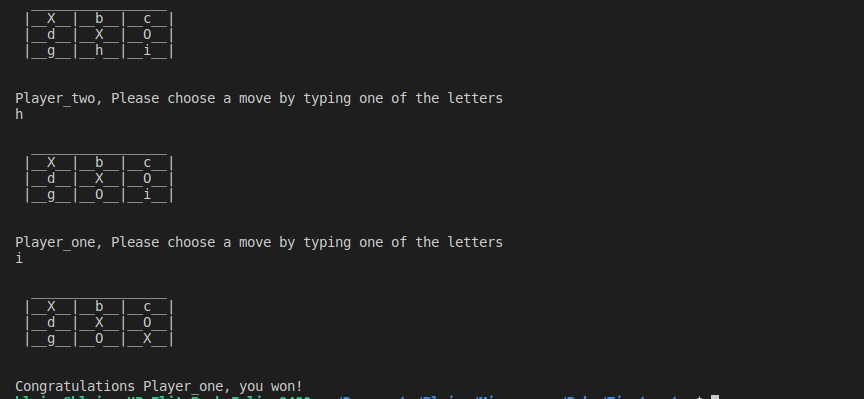 |__X__|__b__|__c__|
|__d__|__X__|__O__|
|__g__|__h__|__i__|
Player_two, Please choose a move by typing one of the letters
h
|__X__|__b__|__c__|
|__d__|__X__|__O__|
|__g__|__O__|__i__|
Player_one, Please choose a move by typing one of the letters
i
|__X__|__b__|__c__|
|__d__|__X__|__O__|
|__g__|__O__|__X__|
Congratulations Player_one, you won!